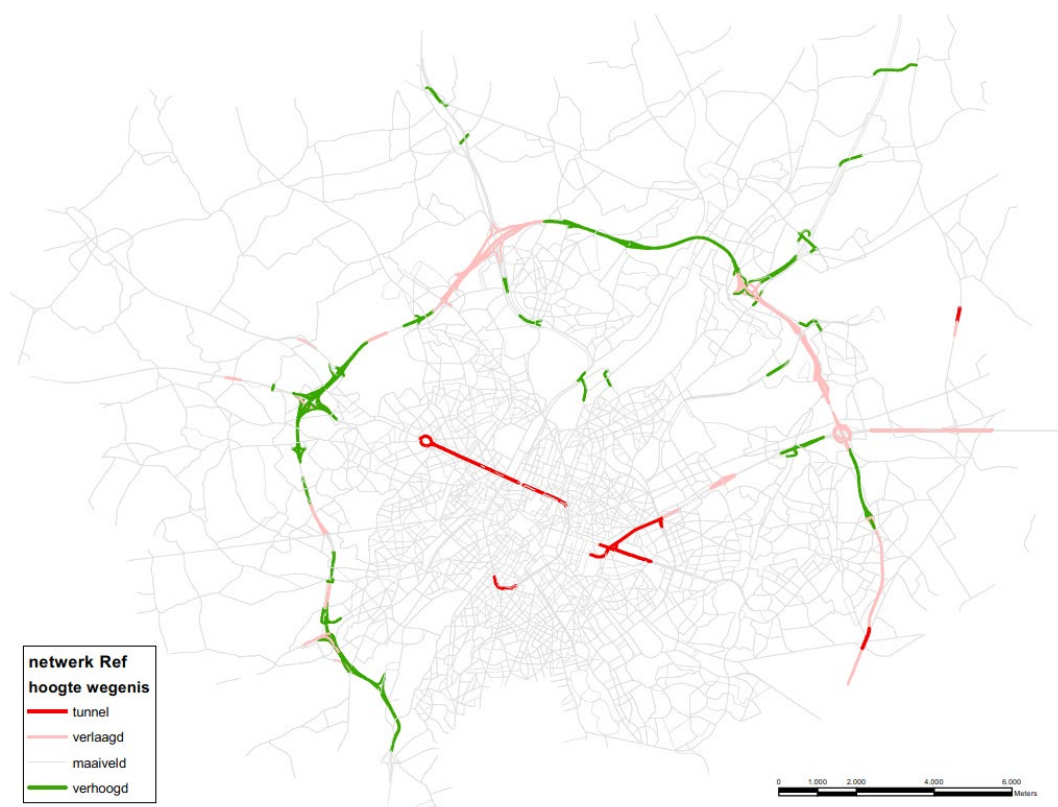 netwerk Ref
hoogte wegenis
tunnel
verlaagd
maaiveld
verhoogd
0 1.000 2.000 4.000 6.000
Meters